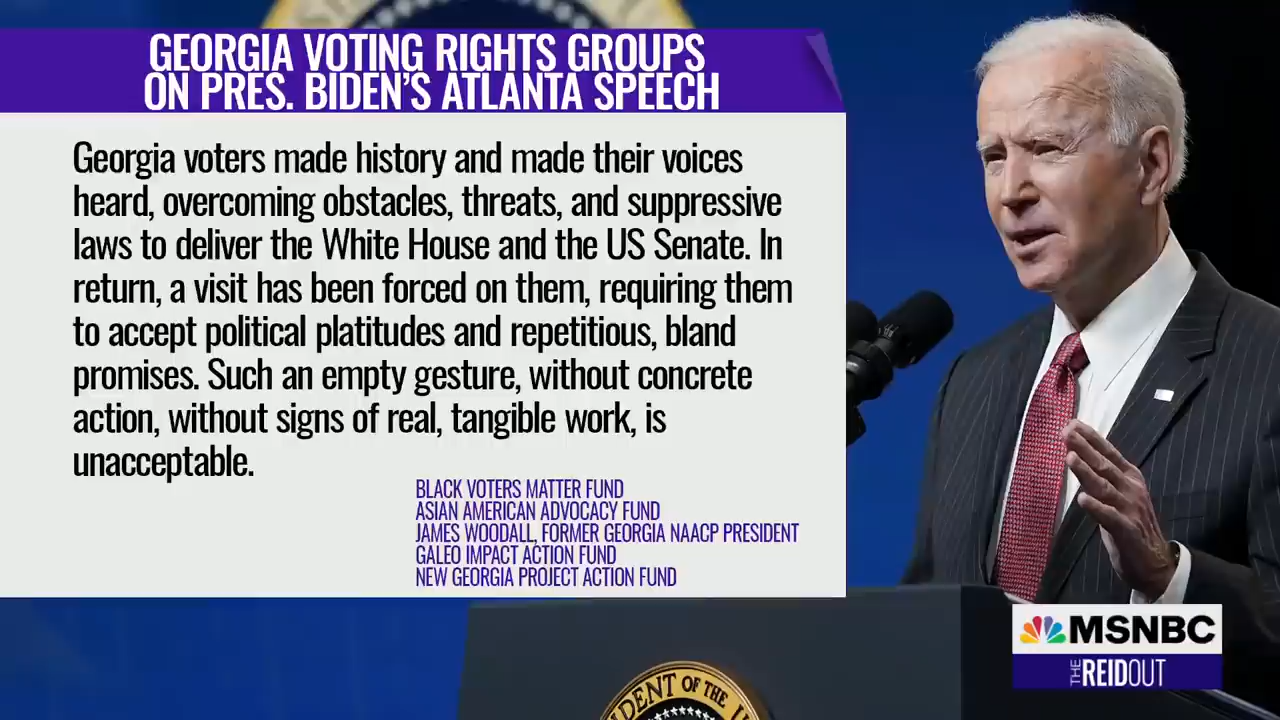 GEORGIA VOTING RIGHTS GROUPS
ON PRES. BIDEN'S ATLANTA SPEECH
Georgia voters made history and made their voices
heard, overcoming obstacles, threats, and suppressive
laws to deliver the White House and the US Senate. In
return, a visit has been forced on them, requiring them
to accept political platitudes and repetitious, bland
promises. Such an empty gesture, without concrete
action, without signs of real, tangible work, is
unacceptable.
BLACK VOTERS MATTER FUND
ASIAN AMERICAN ADVOCACY FUND
JAMES WOODALL, FORMER GEORGIA NAACP PRESIDENT
GALEO IMPACT ACTION FUND
NEW GEORGIA PROJECT ACTION FUND
MSNBC
THE REIDOUT
OF THE